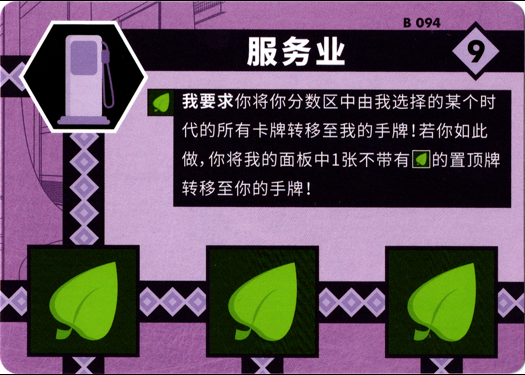 B 094
服务业
9
我要求你将你分数区中由我选择的某个时
代的所有卡牌转移至我的手牌！若你如此
做，你将我的面板中1张不带有的置顶牌
转移至你的手牌！